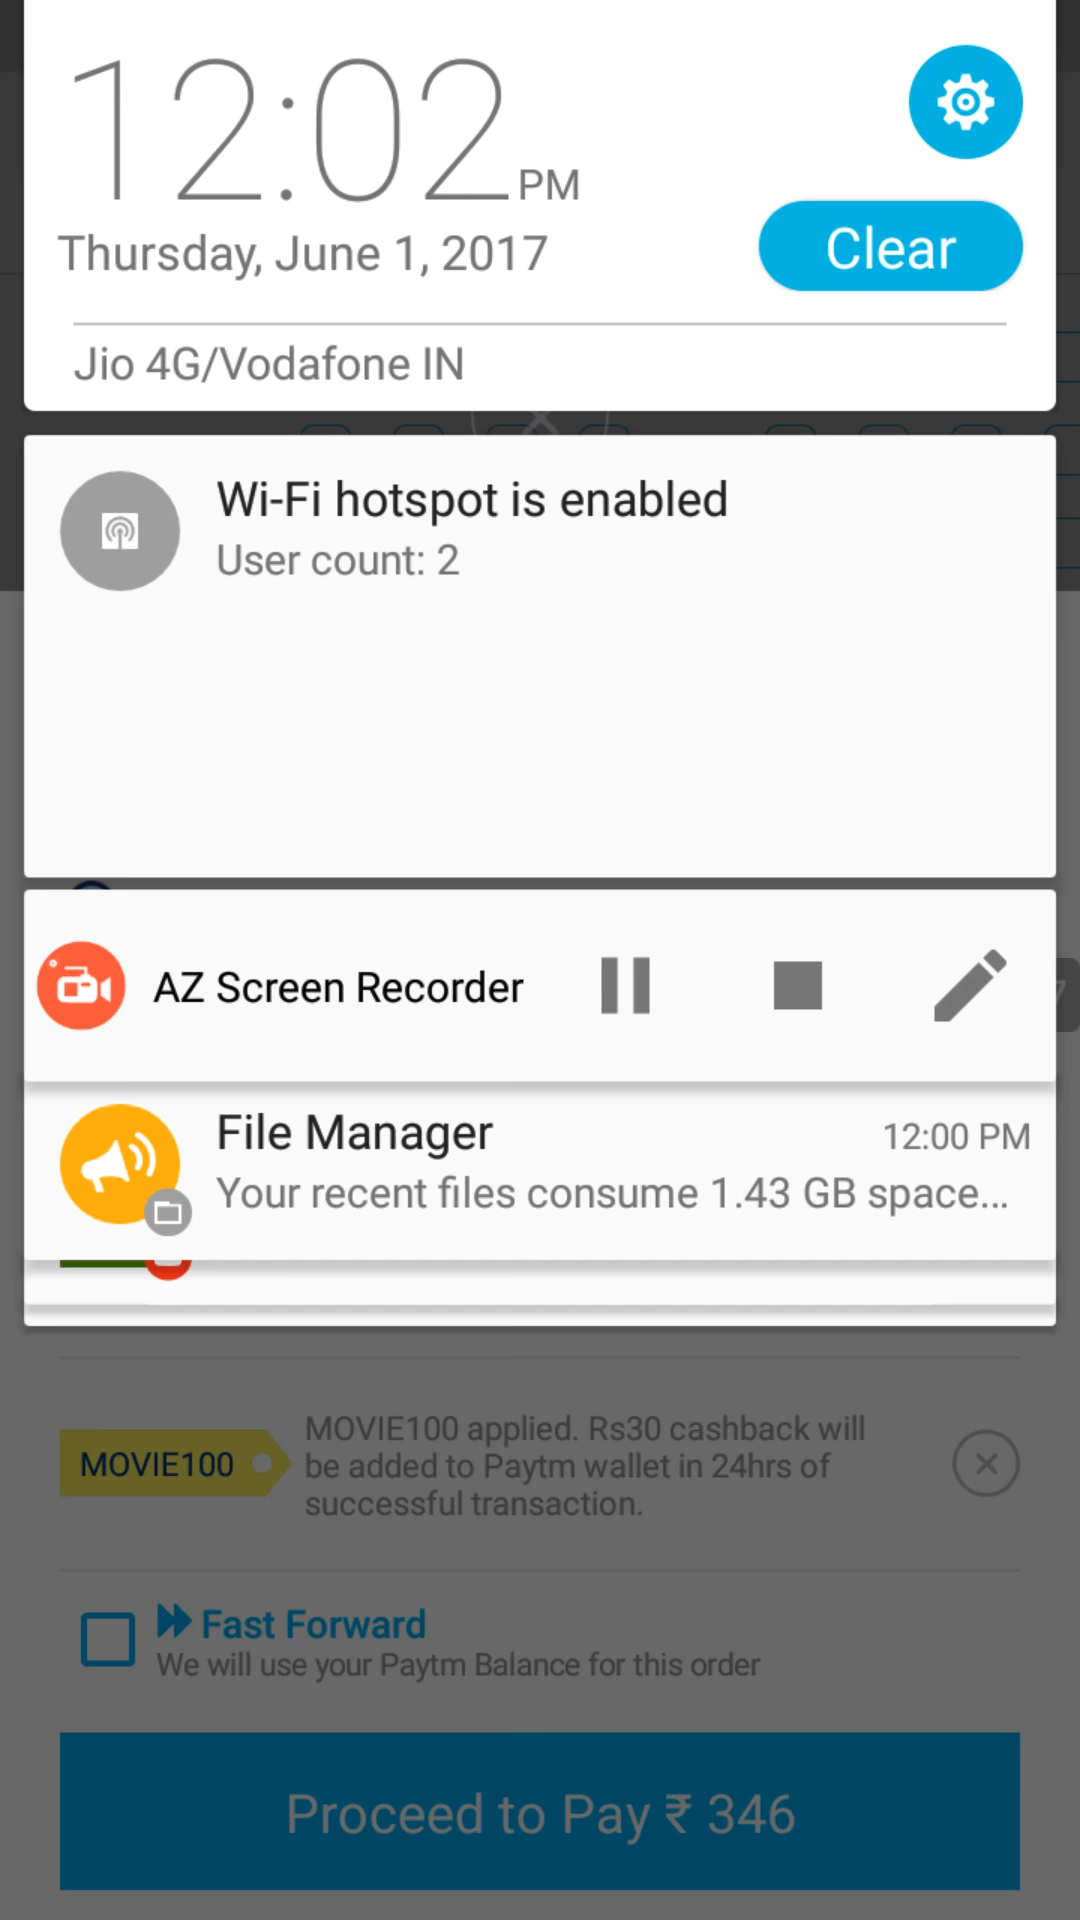 12:02 PM
Thursday, June 1, 2017
Clear
Jio 4G/Vodafone IN
Wi-Fi hotspot is enabled
User count: 2
AZ Screen Recorder
File Manager
12:00 PM
Your recent files consume 1.43 GB space...
MOVIE100
MOVIE100 applied. Rs30 cashback will
be added to Paytm wallet in 24hrs of
successful transaction.
Fast Forward
We will use your Paytm Balance for this order
Proceed to Pay ₹ 346